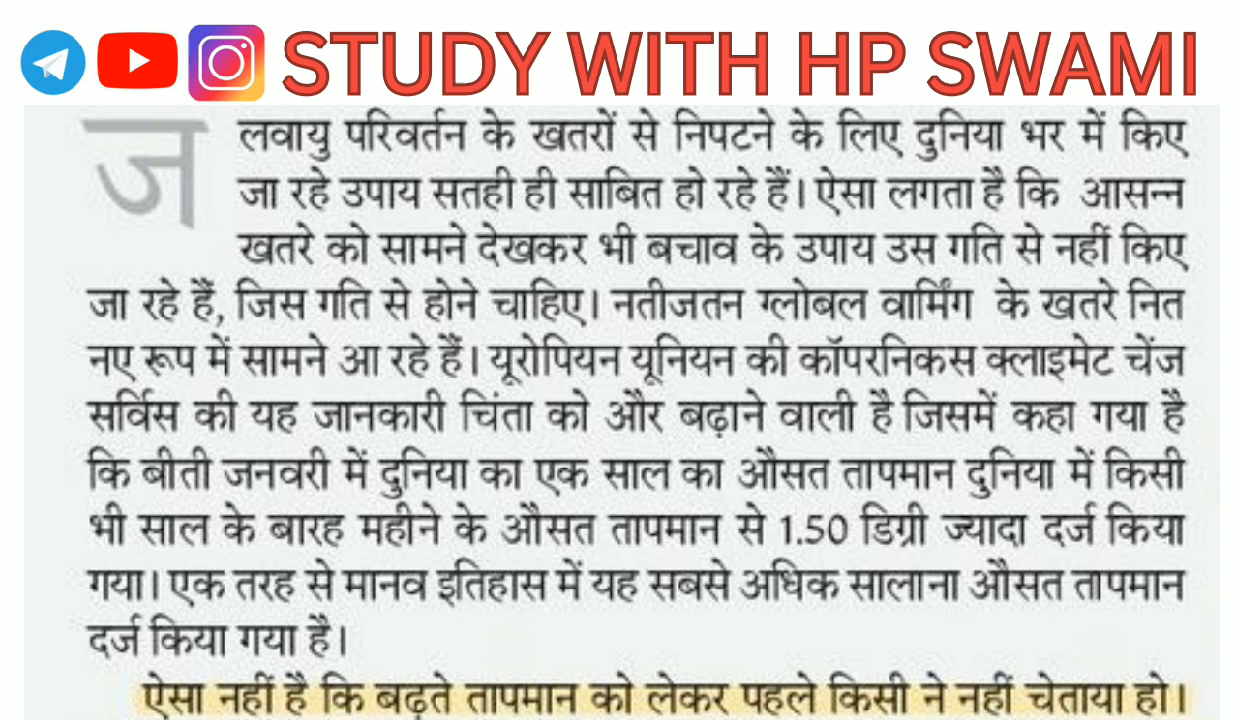 STUDY WITH HP SWAMI
जलवायु परिवर्तन के खतरों से निपटने के लिए दुनिया भर में किए
जा रहे उपाय सतही ही साबित हो रहे हैं। ऐसा लगता है कि आसन्न
खतरे को सामने देखकर भी बचाव के उपाय उस गति से नहीं किए
जा रहे हैं, जिस गति से होने चाहिए। नतीजतन ग्लोबल वार्मिंग के खतरे नित
नए रूप में सामने आ रहे हैं। यूरोपियन यूनियन की कॉपरनिकस क्लाइमेट चेंज
सर्विस की यह जानकारी चिंता को और बढ़ाने वाली है जिसमें कहा गया है
कि बीती जनवरी में दुनिया का एक साल का औसत तापमान दुनिया में किसी
भी साल के बारह महीने के औसत तापमान से 1.50 डिग्री ज्यादा दर्ज किया
गया। एक तरह से मानव इतिहास में यह सबसे अधिक सालाना औसत तापमान
दर्ज किया गया है।
ऐसा नहीं है कि बढ़ते तापमान को लेकर पहले किसी ने नहीं चेताया हो।